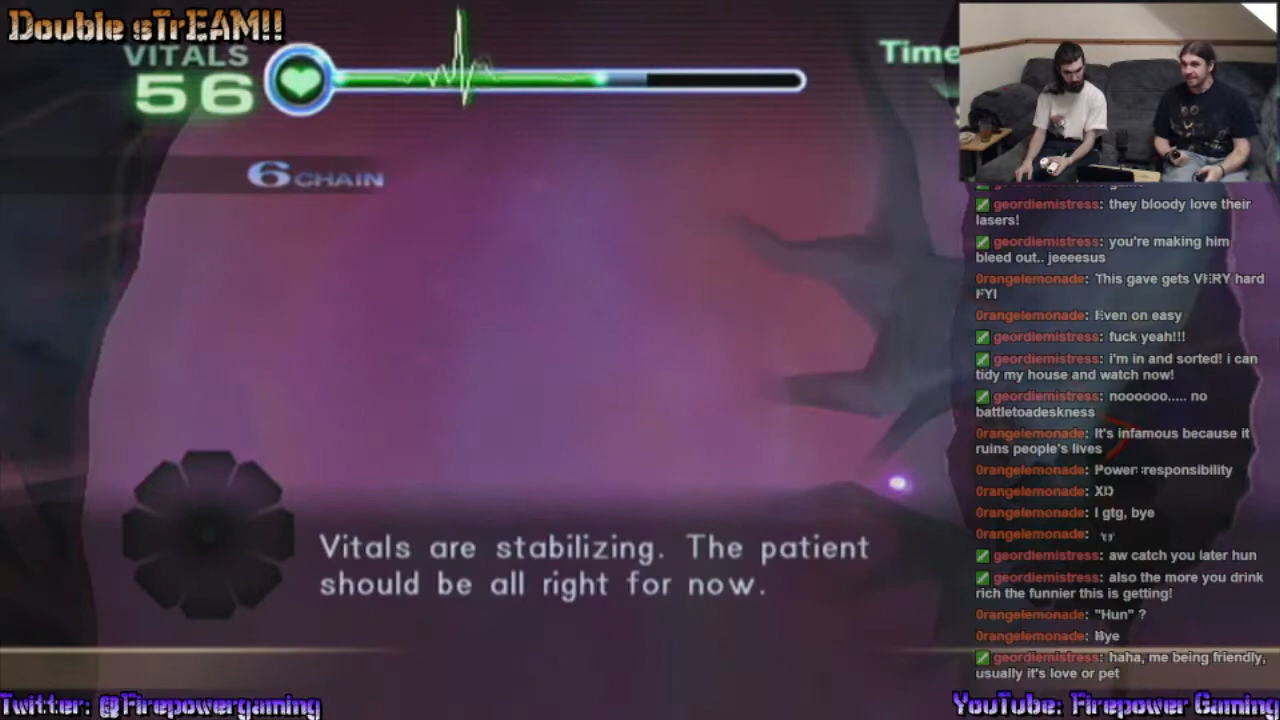 Double sTrEAM!!
VITALS
56
Time
6 CHAIN
geordiemistress: they bloody love their
lasers!
geordiemistress: you're making him
bleed out.. jeeeesus
0rangelemonade: This gave gets VERY hard
FYI
0rangelemonade: Even on easy
geordiemistress: fuck yeah!!!
geordiemistress: i'm in and sorted! i can
tidy my house and watch now!
geordiemistress: noooooo..... no
battletoadeskness
0rangelemonade: It's infamous because it
ruins people's lives
0rangelemonade: Power responsibility
0rangelemonade: XD
0rangelemonade: I gtg, bye
0rangelemonade:
geordiemistress: aw catch you later hun
geordiemistress: also the more you drink
rich the funnier this is getting!
0rangelemonade: "Hun" ?
0rangelemonade: Bye
geordiemistress: haha, me being friendly,
usually it's love or pet
Vitals are stabilizing. The patient
should be all right for now.
Twitter: @Firepowergaming
YouTube: Firepower Gaming